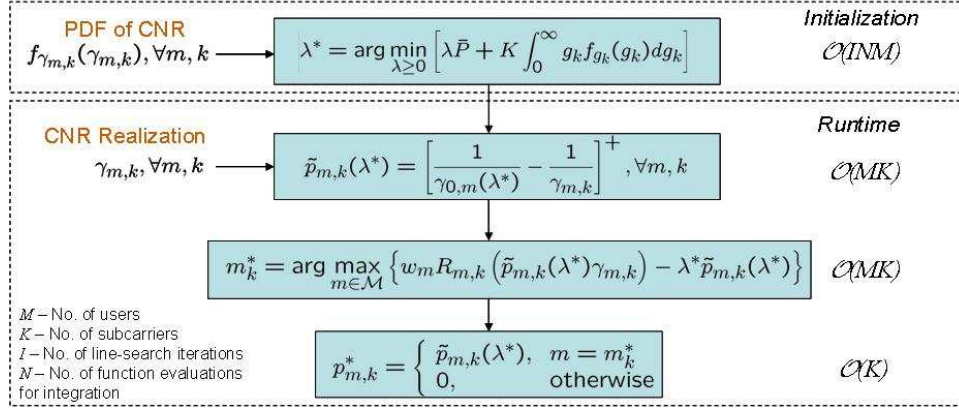 PDF of CNR
Initialization
f_{γ_{m,k}}(γ_{m,k}), ∀m, k
λ* = arg min_{λ≥0} [λP̄ + K ∫_0^∞ g_k f_{g_k}(g_k)dg_k]
O(INM)
CNR Realization
Runtime
γ_{m,k}, ∀m, k
p̃_{m,k}(λ*) = [1/γ_{0,m}(λ*) − 1/γ_{m,k}]^+, ∀m, k
O(MK)
m*_k = arg max_{m∈M} {w_m R_{m,k} (p̃_{m,k}(λ*)γ_{m,k}) − λ* p̃_{m,k}(λ*)}
O(MK)
M – No. of users
K – No. of subcarriers
I – No. of line-search iterations
N – No. of function evaluations
for integration
p*_{m,k} = { p̃_{m,k}(λ*), m = m*_k
0, otherwise
O(K)